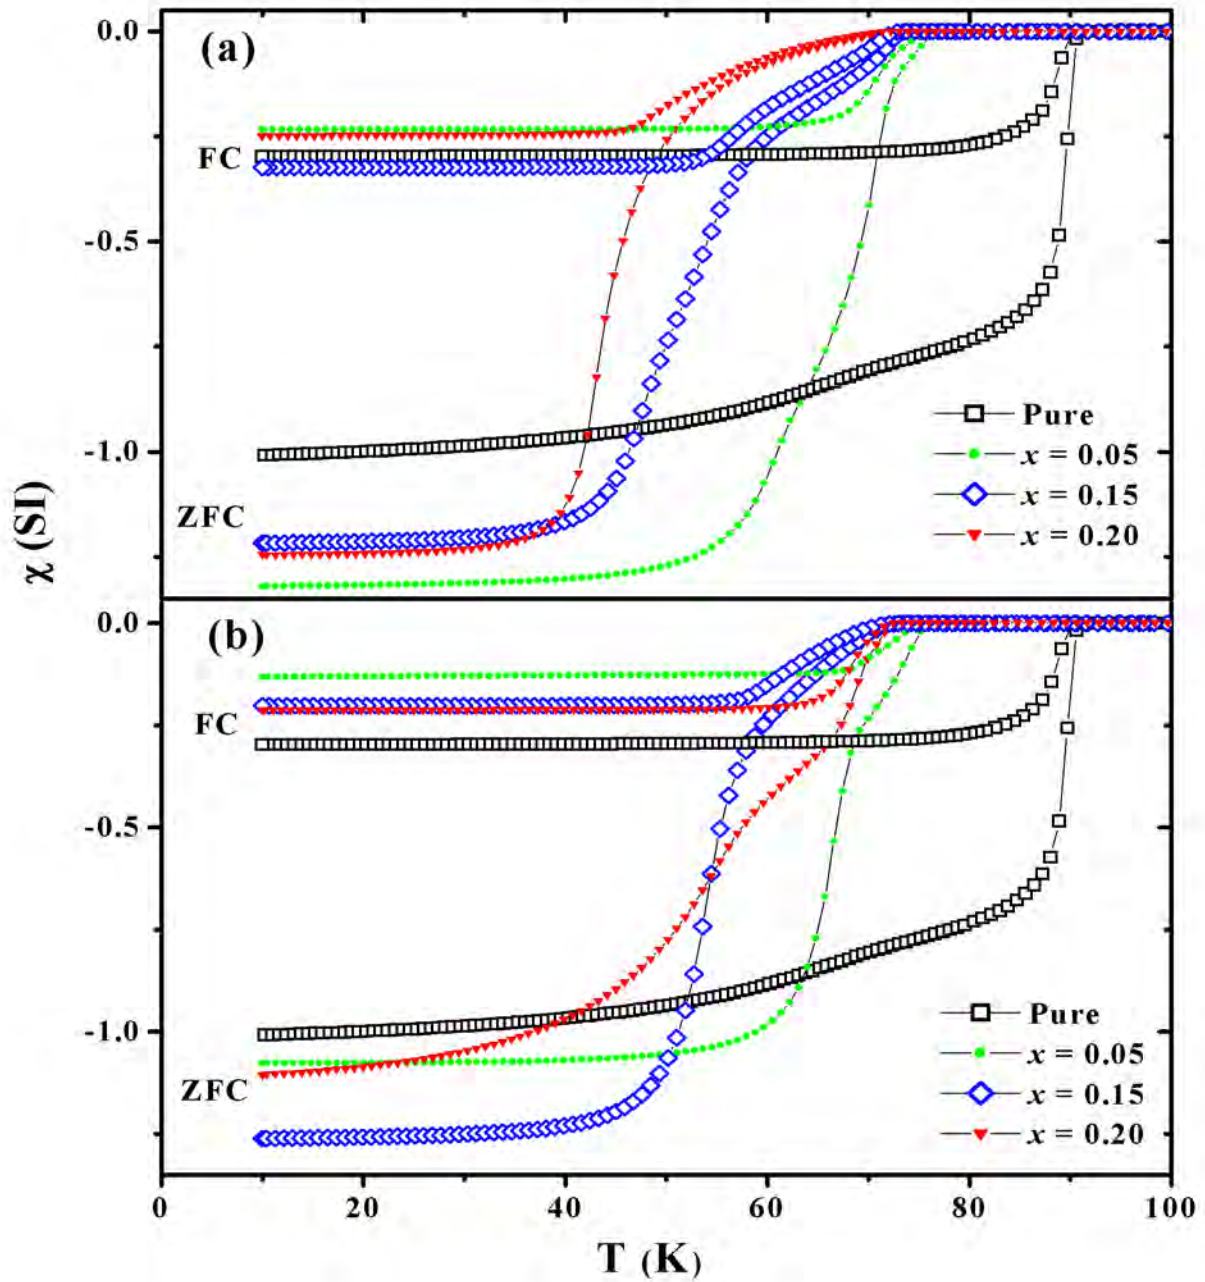 0.0
(a)
FC
-0.5
Pure
-1.0
x = 0.05
x = 0.15
ZFC
x = 0.20
χ (SI)
0.0
(b)
FC
-0.5
Pure
-1.0
x = 0.05
ZFC
x = 0.15
x = 0.20
0 20 40 60 80 100
T (K)